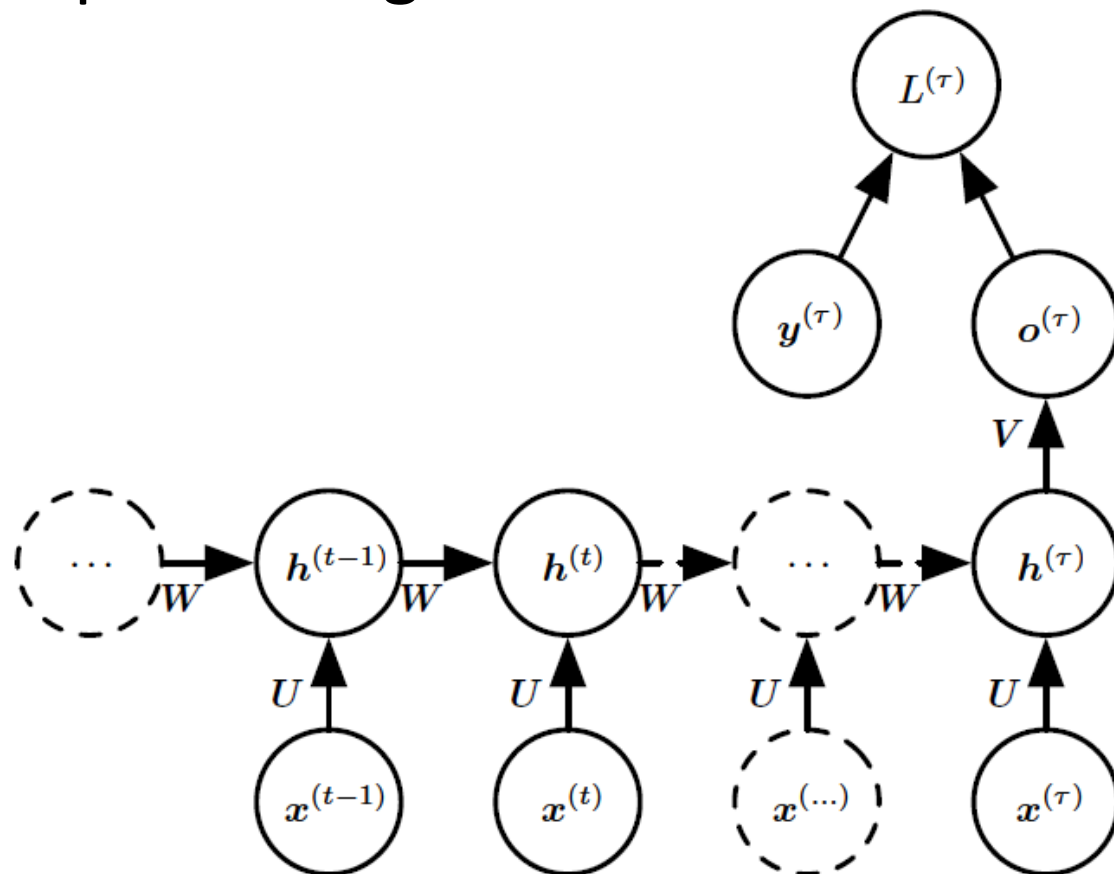 L^{(τ)}
y^{(τ)} o^{(τ)}
V
... h^{(t−1)} h^{(t)} ... h^{(τ)}
W W W W
U U U U
x^{(t−1)} x^{(t)} x^{(...)} x^{(τ)}